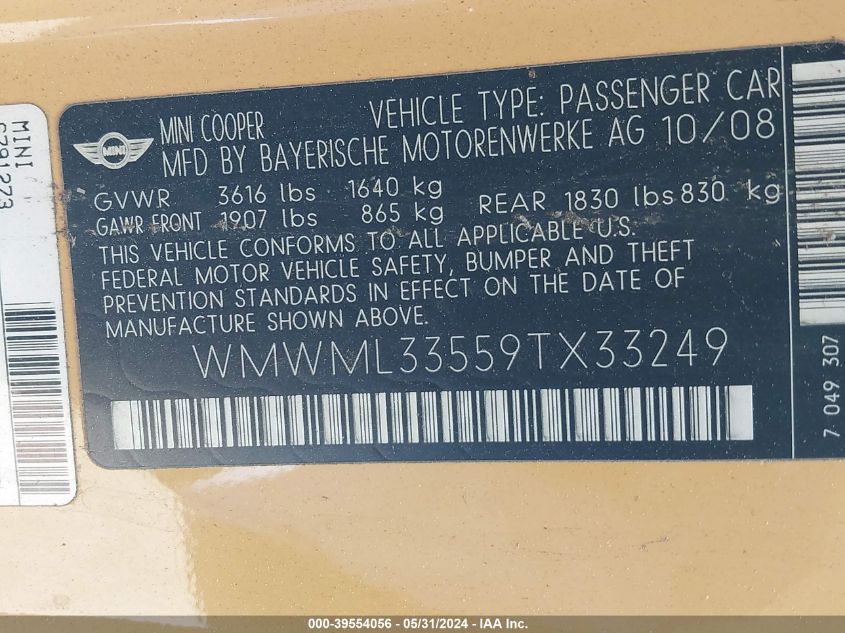 MINI COOPER VEHICLE TYPE: PASSENGER CAR
MINI
MFD BY BAYERISCHE MOTORENWERKE AG 10/08
GVWR 3616 lbs 1640 kg
GAWR FRONT 1907 lbs 865 kg REAR 1830 lbs 830 kg
THIS VEHICLE CONFORMS TO ALL APPLICABLE U.S.
FEDERAL MOTOR VEHICLE SAFETY, BUMPER AND THEFT
PREVENTION STANDARDS IN EFFECT ON THE DATE OF
MANUFACTURE SHOWN ABOVE.
WMWML33559TX33249
7 049 307
MINI
000-39554056 - 05/31/2024 - IAA Inc.